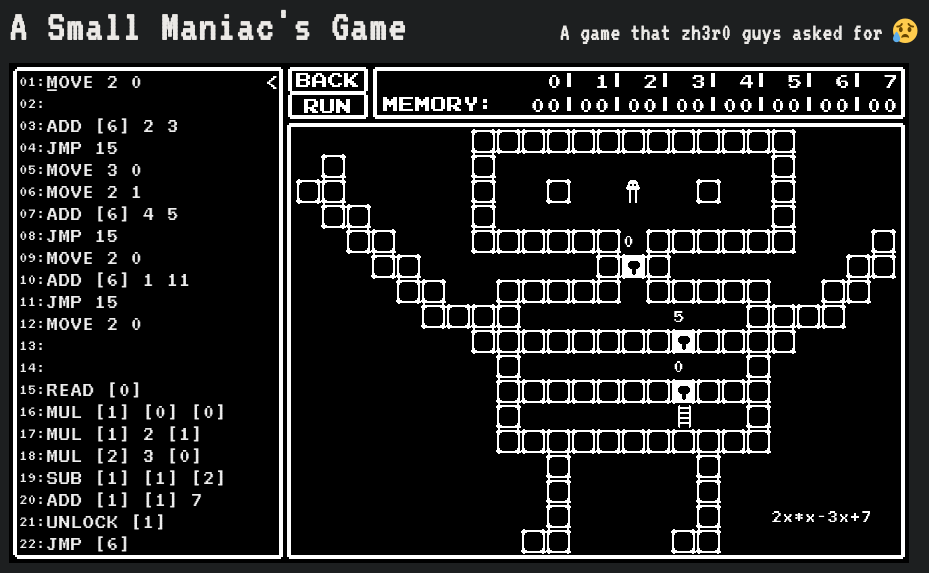 A Small Maniac's Game
A game that zh3r0 guys asked for 😥
01:MOVE 2 0 <
02:
03:ADD [6] 2 3
04:JMP 15
05:MOVE 3 0
06:MOVE 2 1
07:ADD [6] 4 5
08:JMP 15
09:MOVE 2 0
10:ADD [6] 1 11
11:JMP 15
12:MOVE 2 0
13:
14:
15:READ [0]
16:MUL [1] [0] [0]
17:MUL [1] 2 [1]
18:MUL [2] 3 [0]
19:SUB [1] [1] [2]
20:ADD [1] [1] 7
21:UNLOCK [1]
22:JMP [6]
BACK
RUN
0| 1| 2| 3| 4| 5| 6| 7
MEMORY: 00|00|00|00|00|00|00|00
0
5
0
2x*x-3x+7